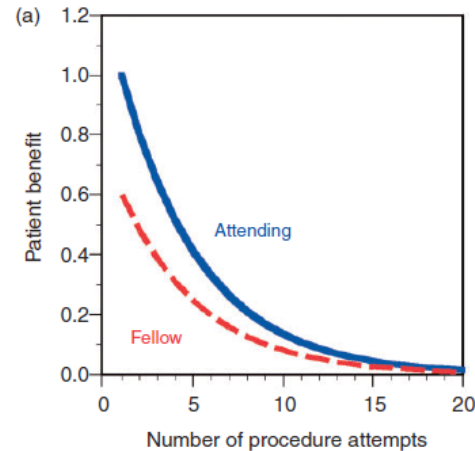 (a)
1.2
1.0
0.8
0.6
0.4
0.2
0.0
Patient benefit
Attending
Fellow
0 5 10 15 20
Number of procedure attempts